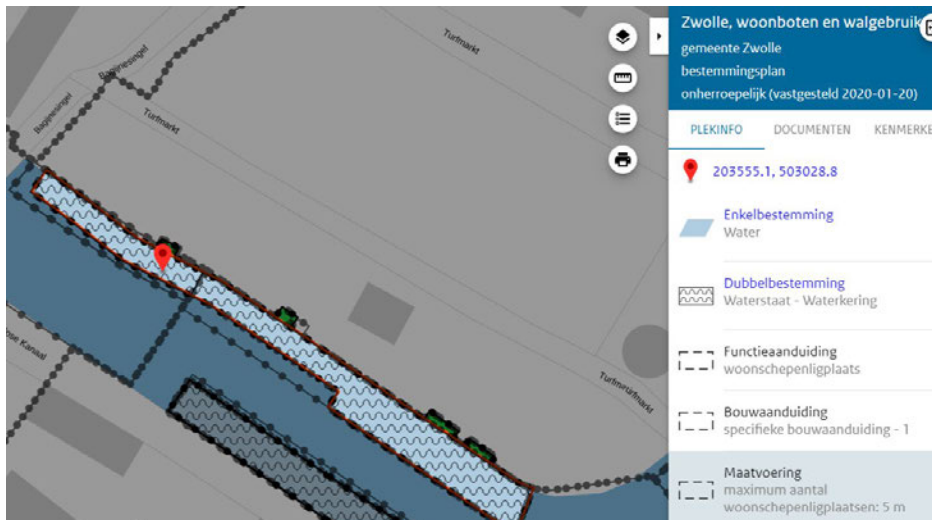 Zwolle, woonboten en walgebruik
gemeente Zwolle
bestemmingsplan
onherroepelijk (vastgesteld 2020-01-20)
PLEKINFO DOCUMENTEN KENMERKE
203555.1, 503028.8
Enkelbestemming
Water
Dubbelbestemming
Waterstaat - Waterkering
Functieaanduiding
woonschepenligplaats
Bouwaanduiding
specifieke bouwaanduiding - 1
Maatvoering
maximum aantal
woonschepenligplaatsen: 5 m
Turfmarkt
Turfmarkt
Turfmarkt
Bagijnesingel
Bagijnesingel
Kanaal